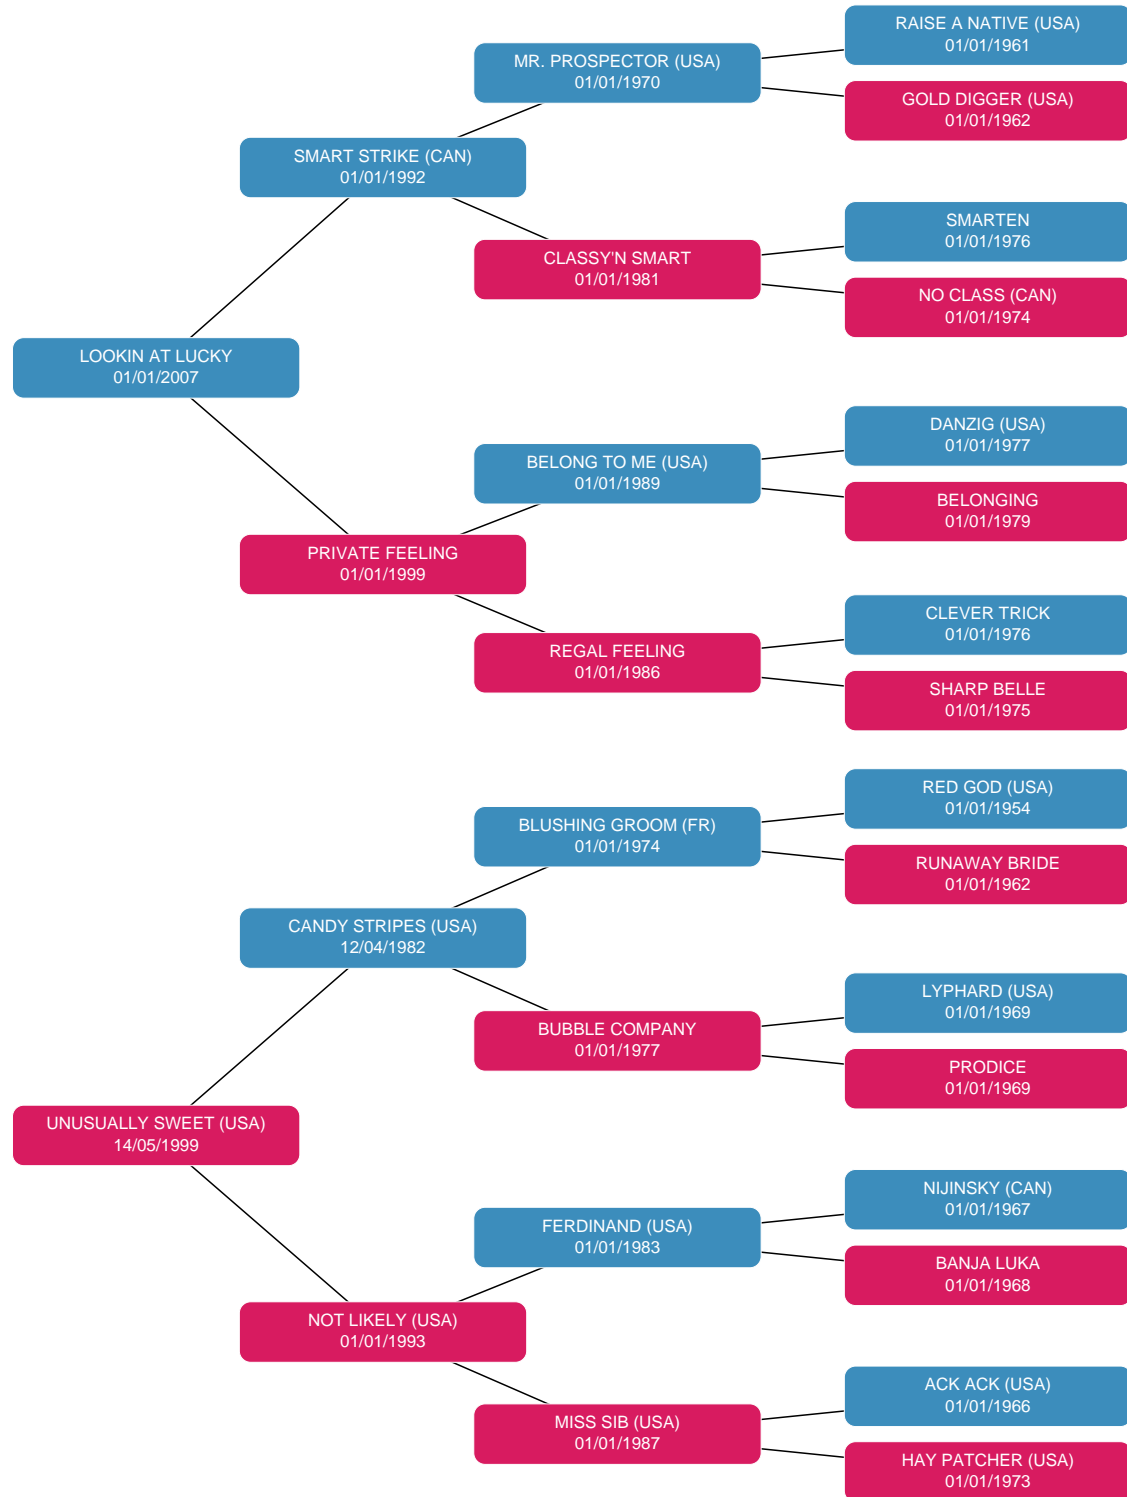 RAISE A NATIVE (USA)
01/01/1961
MR. PROSPECTOR (USA)
01/01/1970
GOLD DIGGER (USA)
01/01/1962
SMART STRIKE (CAN)
01/01/1992
SMARTEN
01/01/1976
CLASSY'N SMART
01/01/1981
NO CLASS (CAN)
01/01/1974
LOOKIN AT LUCKY
01/01/2007
DANZIG (USA)
01/01/1977
BELONG TO ME (USA)
01/01/1989
BELONGING
01/01/1979
PRIVATE FEELING
01/01/1999
CLEVER TRICK
01/01/1976
REGAL FEELING
01/01/1986
SHARP BELLE
01/01/1975
RED GOD (USA)
01/01/1954
BLUSHING GROOM (FR)
01/01/1974
RUNAWAY BRIDE
01/01/1962
CANDY STRIPES (USA)
12/04/1982
LYPHARD (USA)
01/01/1969
BUBBLE COMPANY
01/01/1977
PRODICE
01/01/1969
UNUSUALLY SWEET (USA)
14/05/1999
NIJINSKY (CAN)
01/01/1967
FERDINAND (USA)
01/01/1983
BANJA LUKA
01/01/1968
NOT LIKELY (USA)
01/01/1993
ACK ACK (USA)
01/01/1966
MISS SIB (USA)
01/01/1987
HAY PATCHER (USA)
01/01/1973